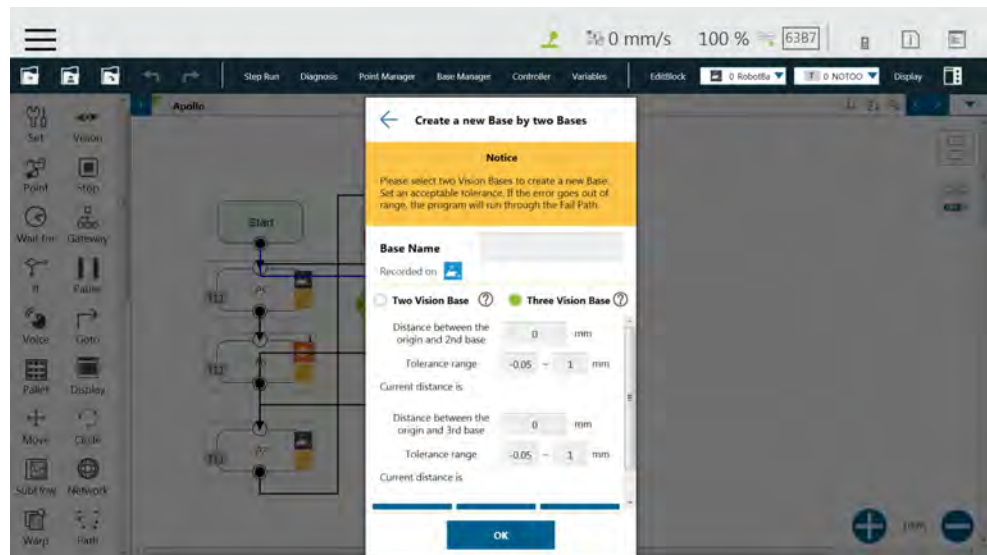 0 mm/s 100 % 6387
Step Run Diagnosis Point Manager Base Manager Controller Variables EditBlock 0 RobotBa 0 NOTOO Display
Apollo
Set Vision
Point Stop
Wait for Gateway
If Pause
Voice Goto
Pallet Display
Move Circle
SubFlow Network
Warp Path
Start
P5
T11
T11
P7
T11
Create a new Base by two Bases
Notice
Please select two Vision Bases to create a new Base.
Set an acceptable tolerance. If the error goes out of
range, the program will run through the Fail Path.
Base Name
Recorded on
Two Vision Base ? Three Vision Base ?
Distance between the
origin and 2nd base 0 mm
Tolerance range -0.05 ~ 1 mm
Current distance is
Distance between the
origin and 3rd base 0 mm
Tolerance range -0.05 ~ 1 mm
Current distance is
OK